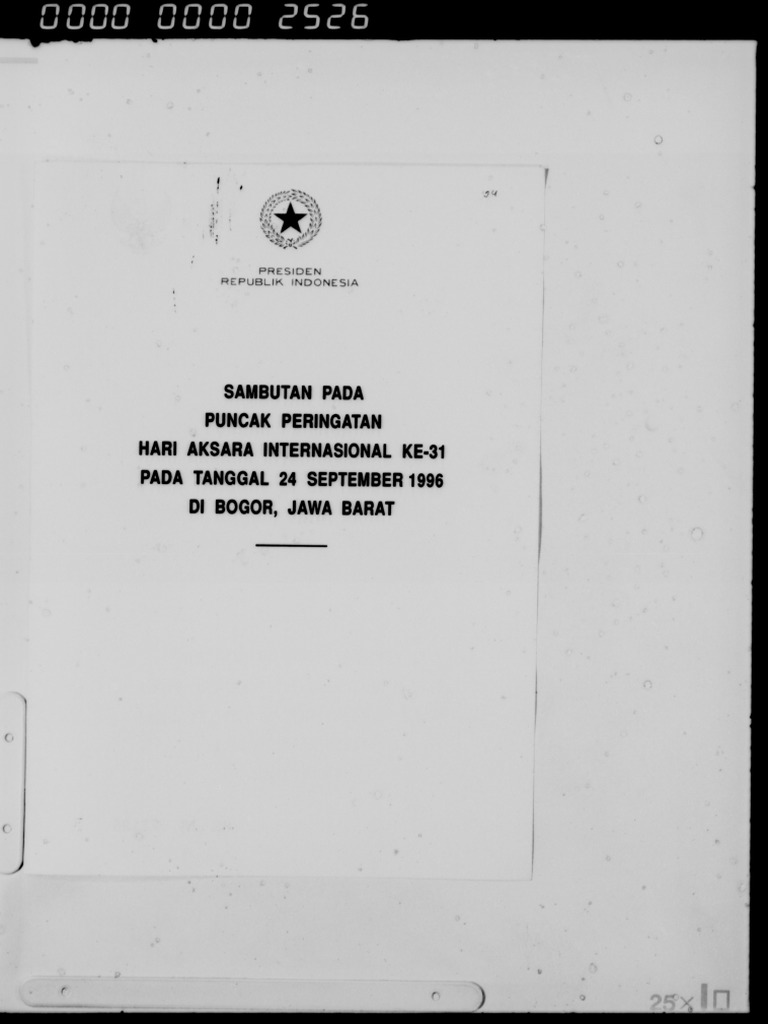 0000 0000 2526
PRESIDEN
REPUBLIK INDONESIA
SAMBUTAN PADA
PUNCAK PERINGATAN
HARI AKSARA INTERNASIONAL KE-31
PADA TANGGAL 24 SEPTEMBER 1996
DI BOGOR, JAWA BARAT
25×